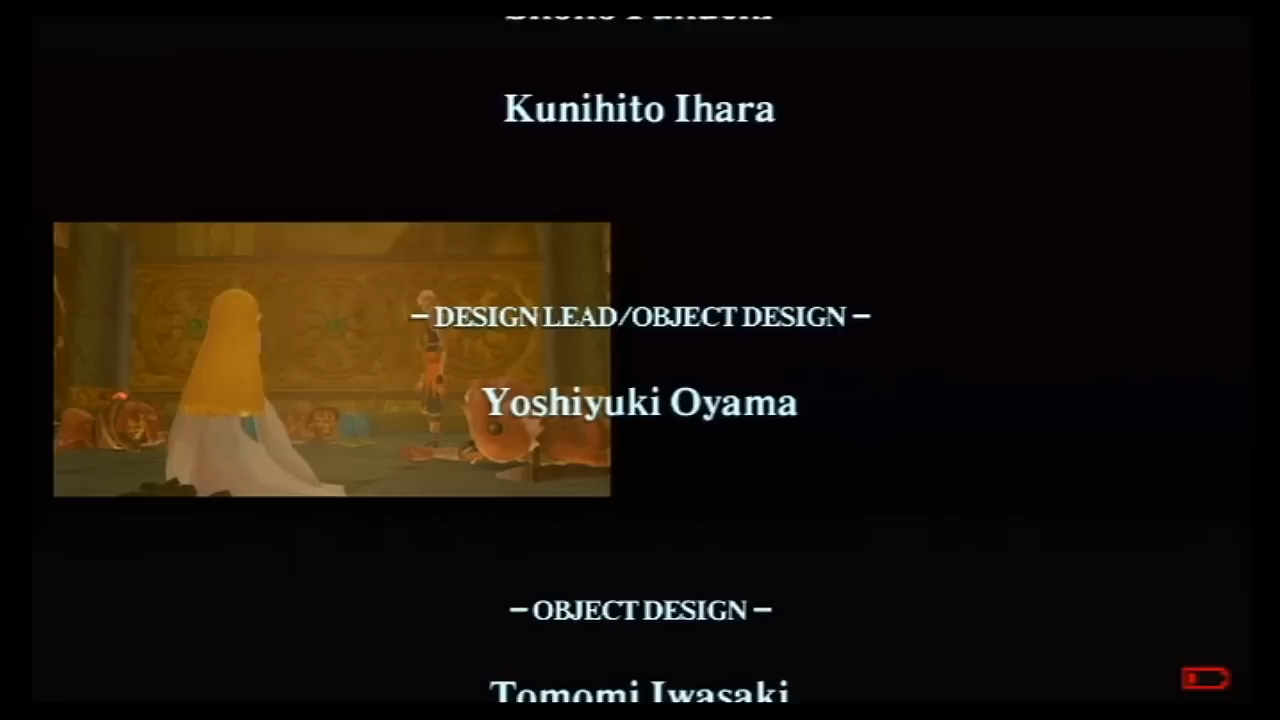 Kunihito Ihara
– DESIGN LEAD/OBJECT DESIGN –
Yoshiyuki Oyama
– OBJECT DESIGN –
Tomomi Iwasaki